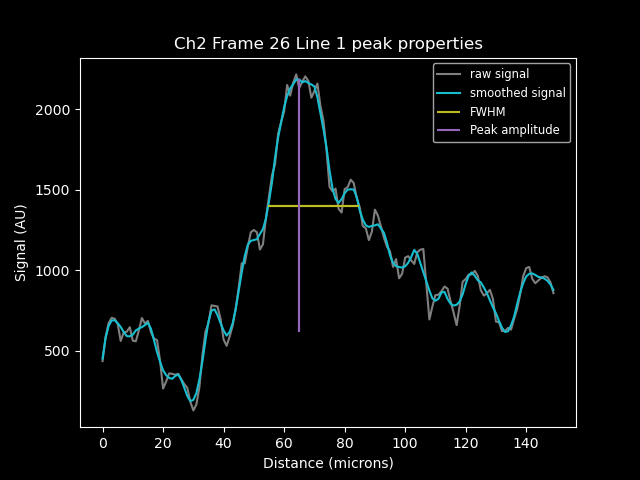 Ch2 Frame 26 Line 1 peak properties
raw signal
smoothed signal
FWHM
Peak amplitude
Signal (AU)
2000
1500
1000
500
0 20 40 60 80 100 120 140
Distance (microns)